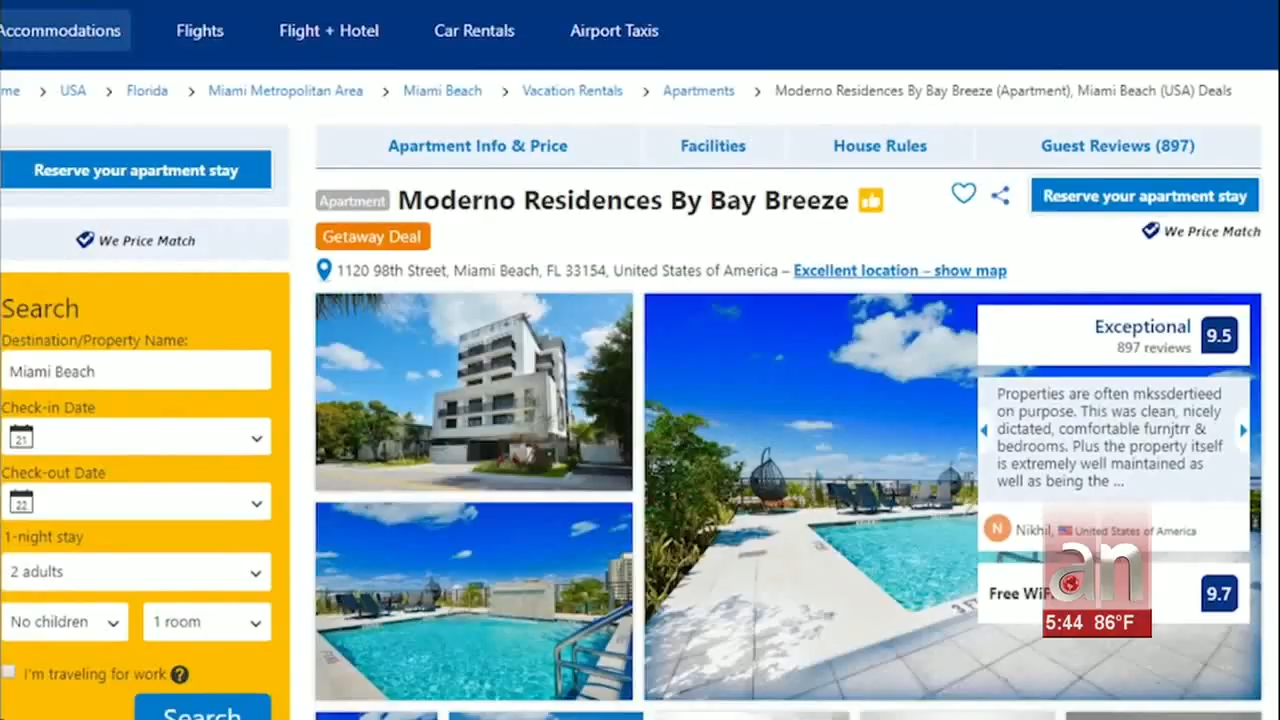 Accommodations
Flights
Flight + Hotel
Car Rentals
Airport Taxis
me > USA > Florida > Miami Metropolitan Area > Miami Beach > Vacation Rentals > Apartments > Moderno Residences By Bay Breeze (Apartment), Miami Beach (USA) Deals
Reserve your apartment stay
We Price Match
Search
Destination/Property Name:
Miami Beach
Check-in Date
21
Check-out Date
22
1-night stay
2 adults
No children
1 room
I'm traveling for work
Search
Apartment Info & Price
Facilities
House Rules
Guest Reviews (897)
Apartment Moderno Residences By Bay Breeze
Reserve your apartment stay
Getaway Deal
We Price Match
1120 98th Street, Miami Beach, FL 33154, United States of America – Excellent location – show map
Exceptional 9.5
897 reviews
Properties are often mkssdertieed
on purpose. This was clean, nicely
dictated, comfortable furnjtrr &
bedrooms. Plus the property itself
is extremely well maintained as
well as being the ...
N Nikhil, United States of America
Free WiF 9.7
an
5:44 86°F